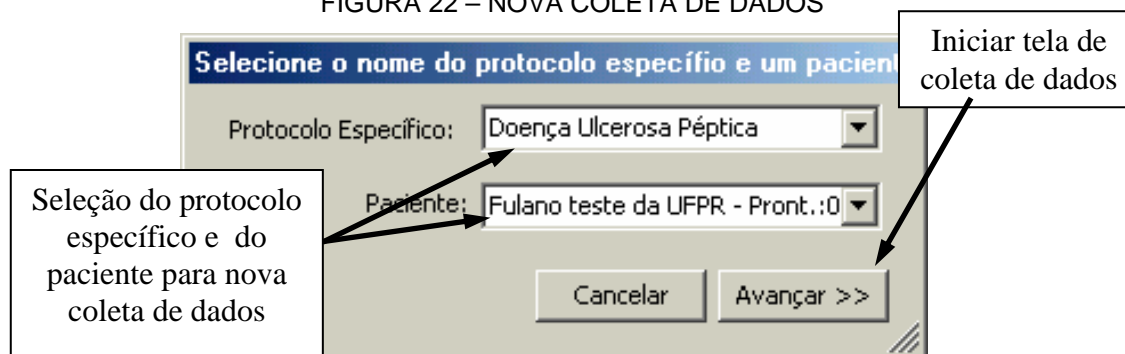 FIGURA 22 – NOVA COLETA DE DADOS
Iniciar tela de
coleta de dados
Selecione o nome do protocolo específio e um pacien
Protocolo Específico:
Doença Ulcerosa Péptica
Seleção do protocolo
específico e do
paciente para nova
coleta de dados
Paciente:
Fulano teste da UFPR - Pront.:0
Cancelar
Avançar >>